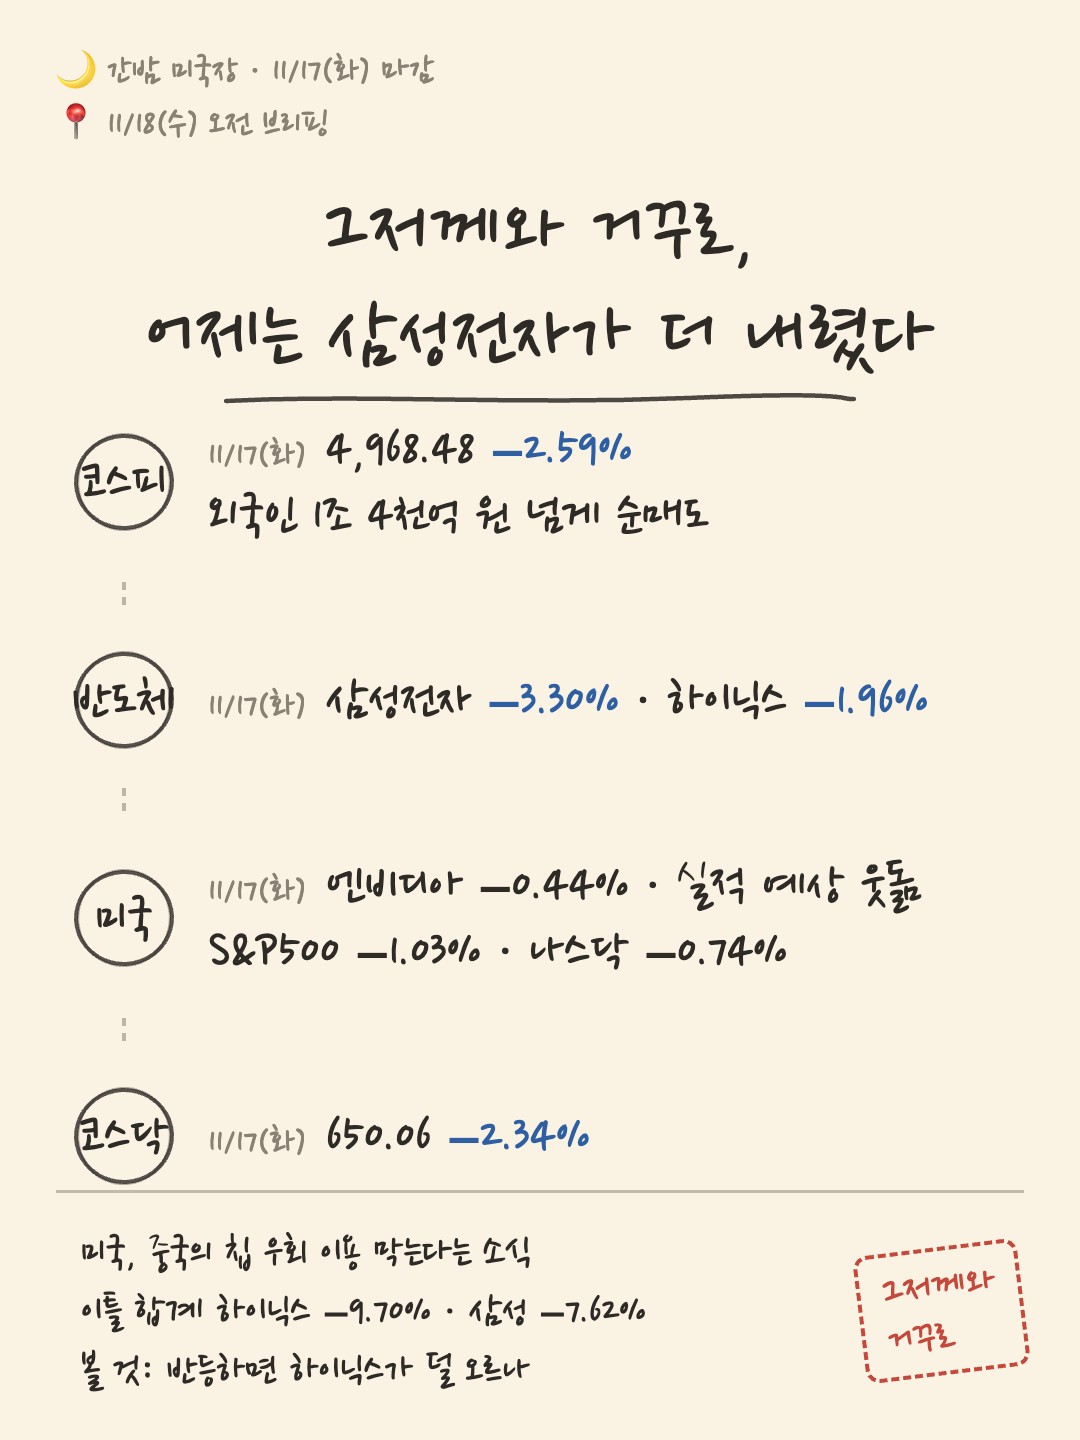 🌙 간밤 미국장 · 11/17(화) 마감
📍 11/18(수) 오전 브리핑
그저께와 거꾸로,
어제는 삼성전자가 더 내렸다
코스피
11/17(화) 4,968.48 −2.59%
외국인 1조 4천억 원 넘게 순매도
반도체
11/17(화) 삼성전자 −3.30% · 하이닉스 −1.96%
미국
11/17(화) 엔비디아 −0.44% · 실적 예상 웃돎
S&P500 −1.03% · 나스닥 −0.74%
코스닥
11/17(화) 650.06 −2.34%
미국, 중국의 칩 우회 이용 막는다는 소식
이틀 합계 하이닉스 −9.70% · 삼성 −7.62%
볼 것: 반등하면 하이닉스가 덜 오르나
그저께와
거꾸로